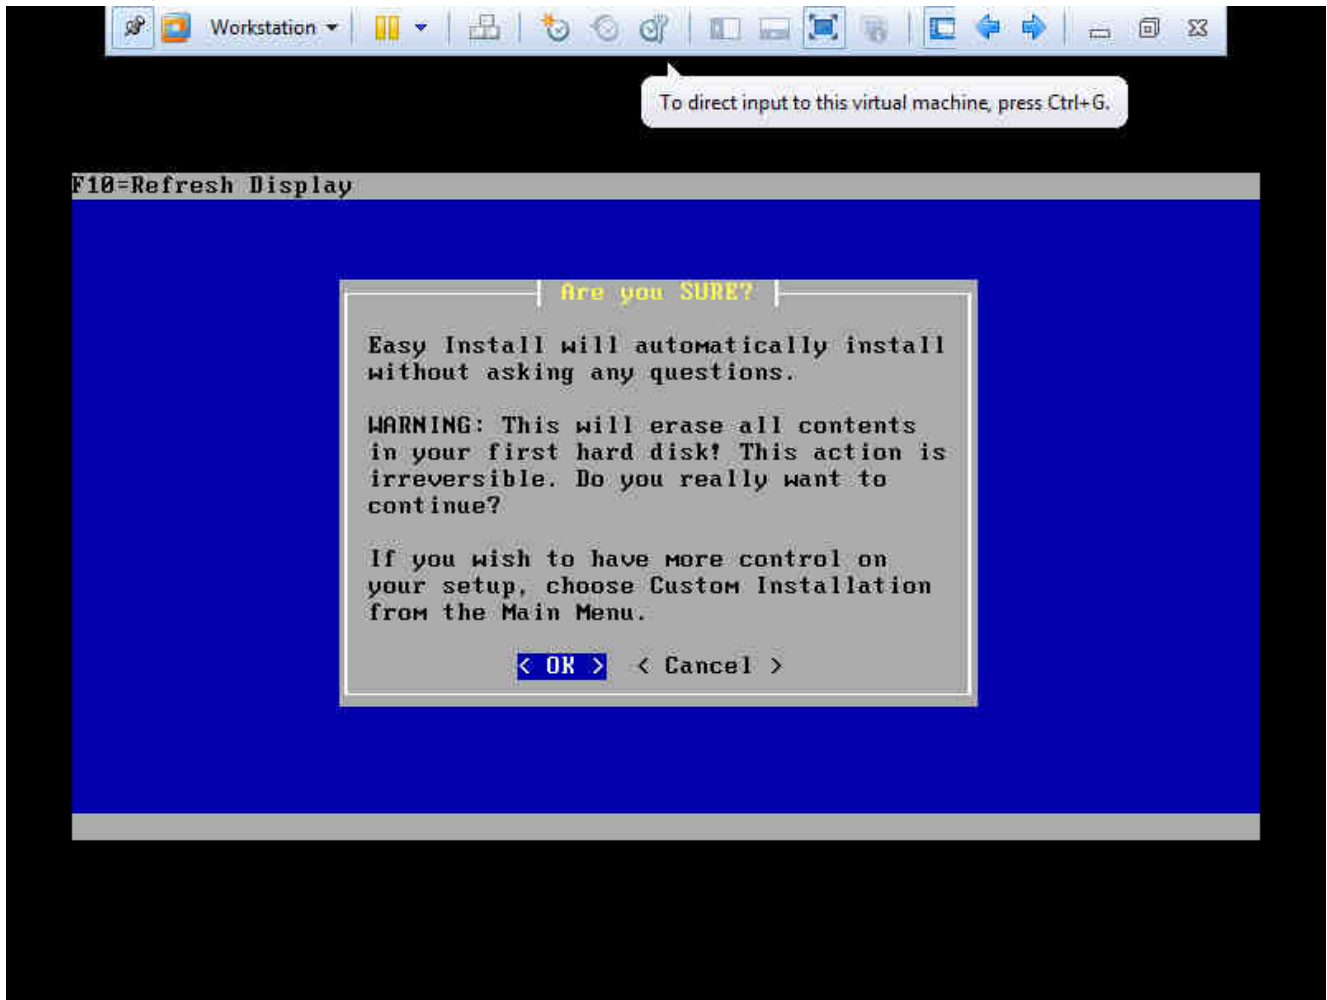 Workstation
To direct input to this virtual machine, press Ctrl+G.
F10=Refresh Display
Are you SURE?
Easy Install will automatically install
without asking any questions.
WARNING: This will erase all contents
in your first hard disk! This action is
irreversible. Do you really want to
continue?
If you wish to have more control on
your setup, choose Custom Installation
from the Main Menu.
< OK > < Cancel >